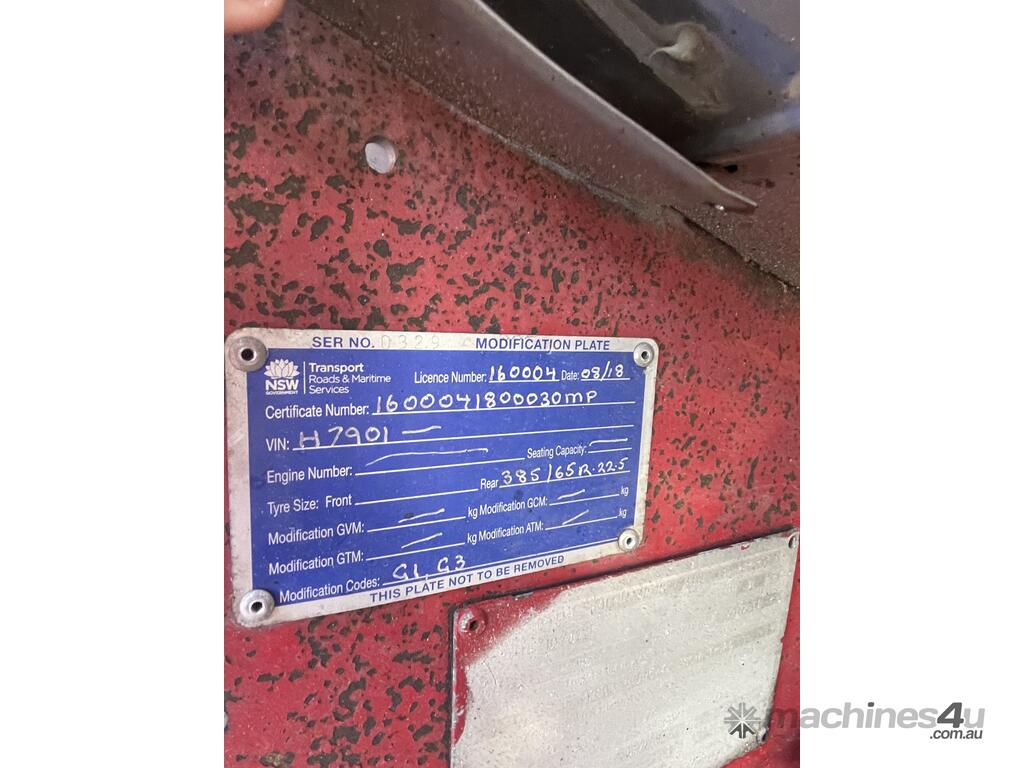 SER NO. 0329 MODIFICATION PLATE
NSW GOVERNMENT
Transport
Roads & Maritime
Services
Licence Number: 160004 Date: 08/18
Certificate Number: 1600041800030MP
VIN: H7901 —
Engine Number: — Seating Capacity: —
Tyre Size: Front Rear 385/65R.22.5
Modification GVM: — kg Modification GCM: — kg
Modification GTM: — kg Modification ATM: — kg
Modification Codes: G1, G3
THIS PLATE NOT TO BE REMOVED
machines4u
.com.au